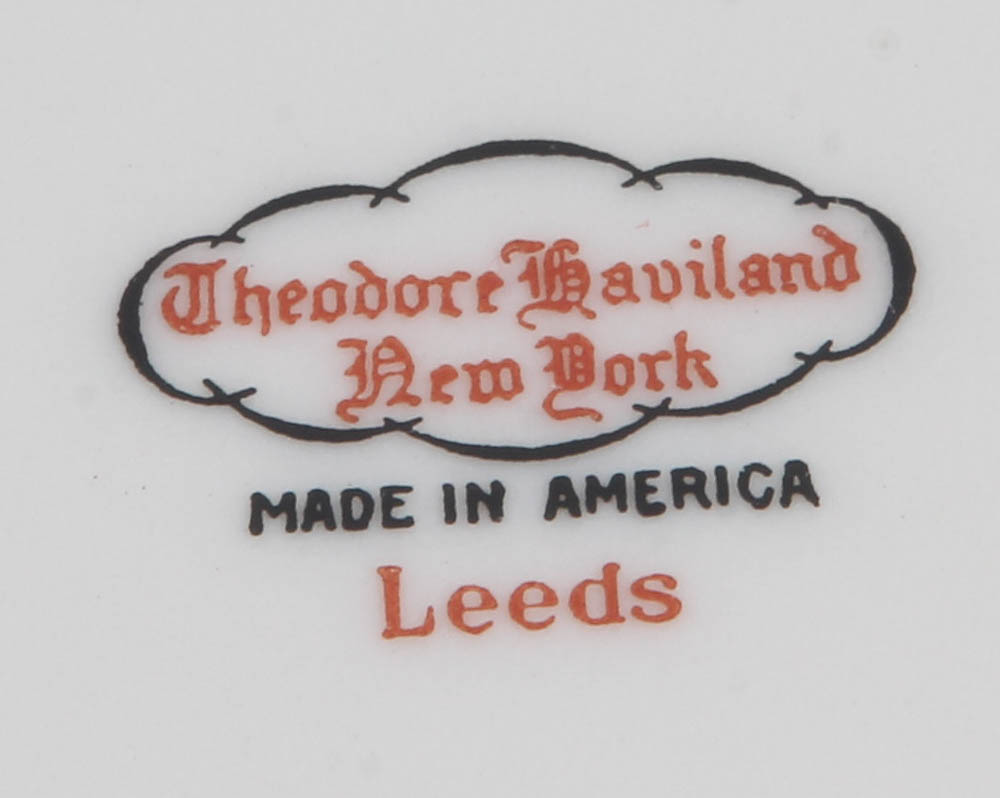 Theodore Haviland
New York
MADE IN AMERICA
Leeds